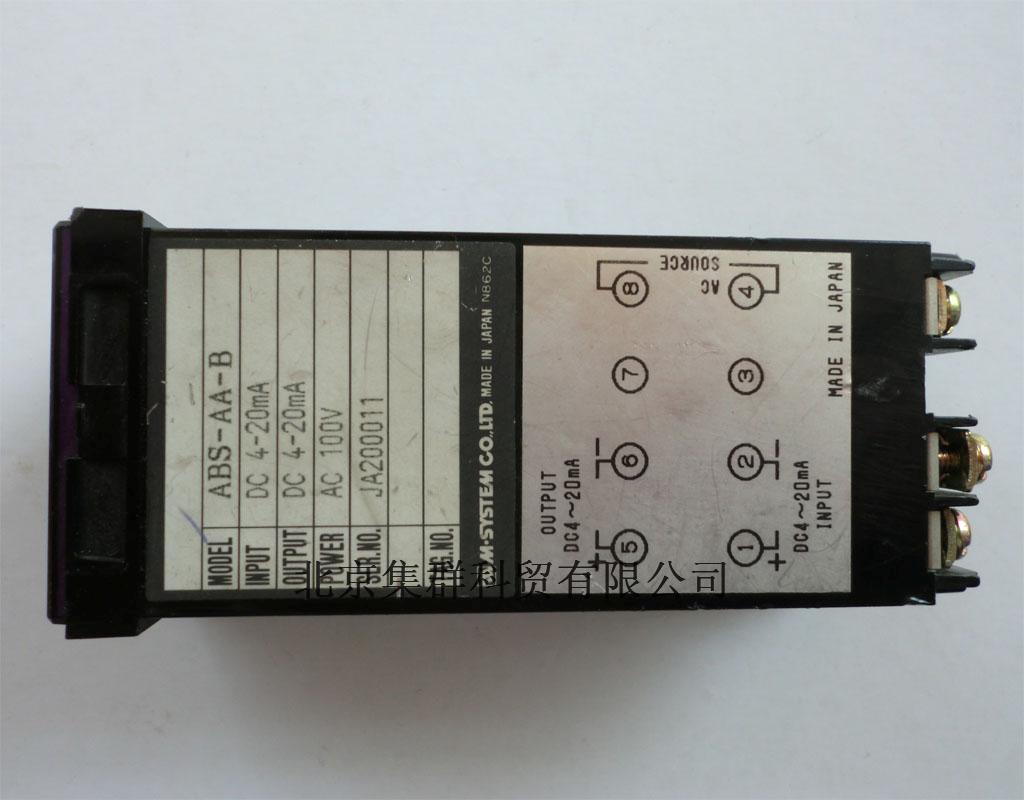 MODEL ABS-AA-B
INPUT DC 4-20mA
OUTPUT DC 4-20mA
POWER AC 100V
JA200011
M·SYSTEM CO.,LTD. MADE IN JAPAN N862C
OUTPUT
DC4～20mA
+ 5 6 − 7 8
AC
SOURCE
+ 1 2 − 3 4
DC4～20mA
INPUT
MADE IN JAPAN
北京集群科贸有限公司